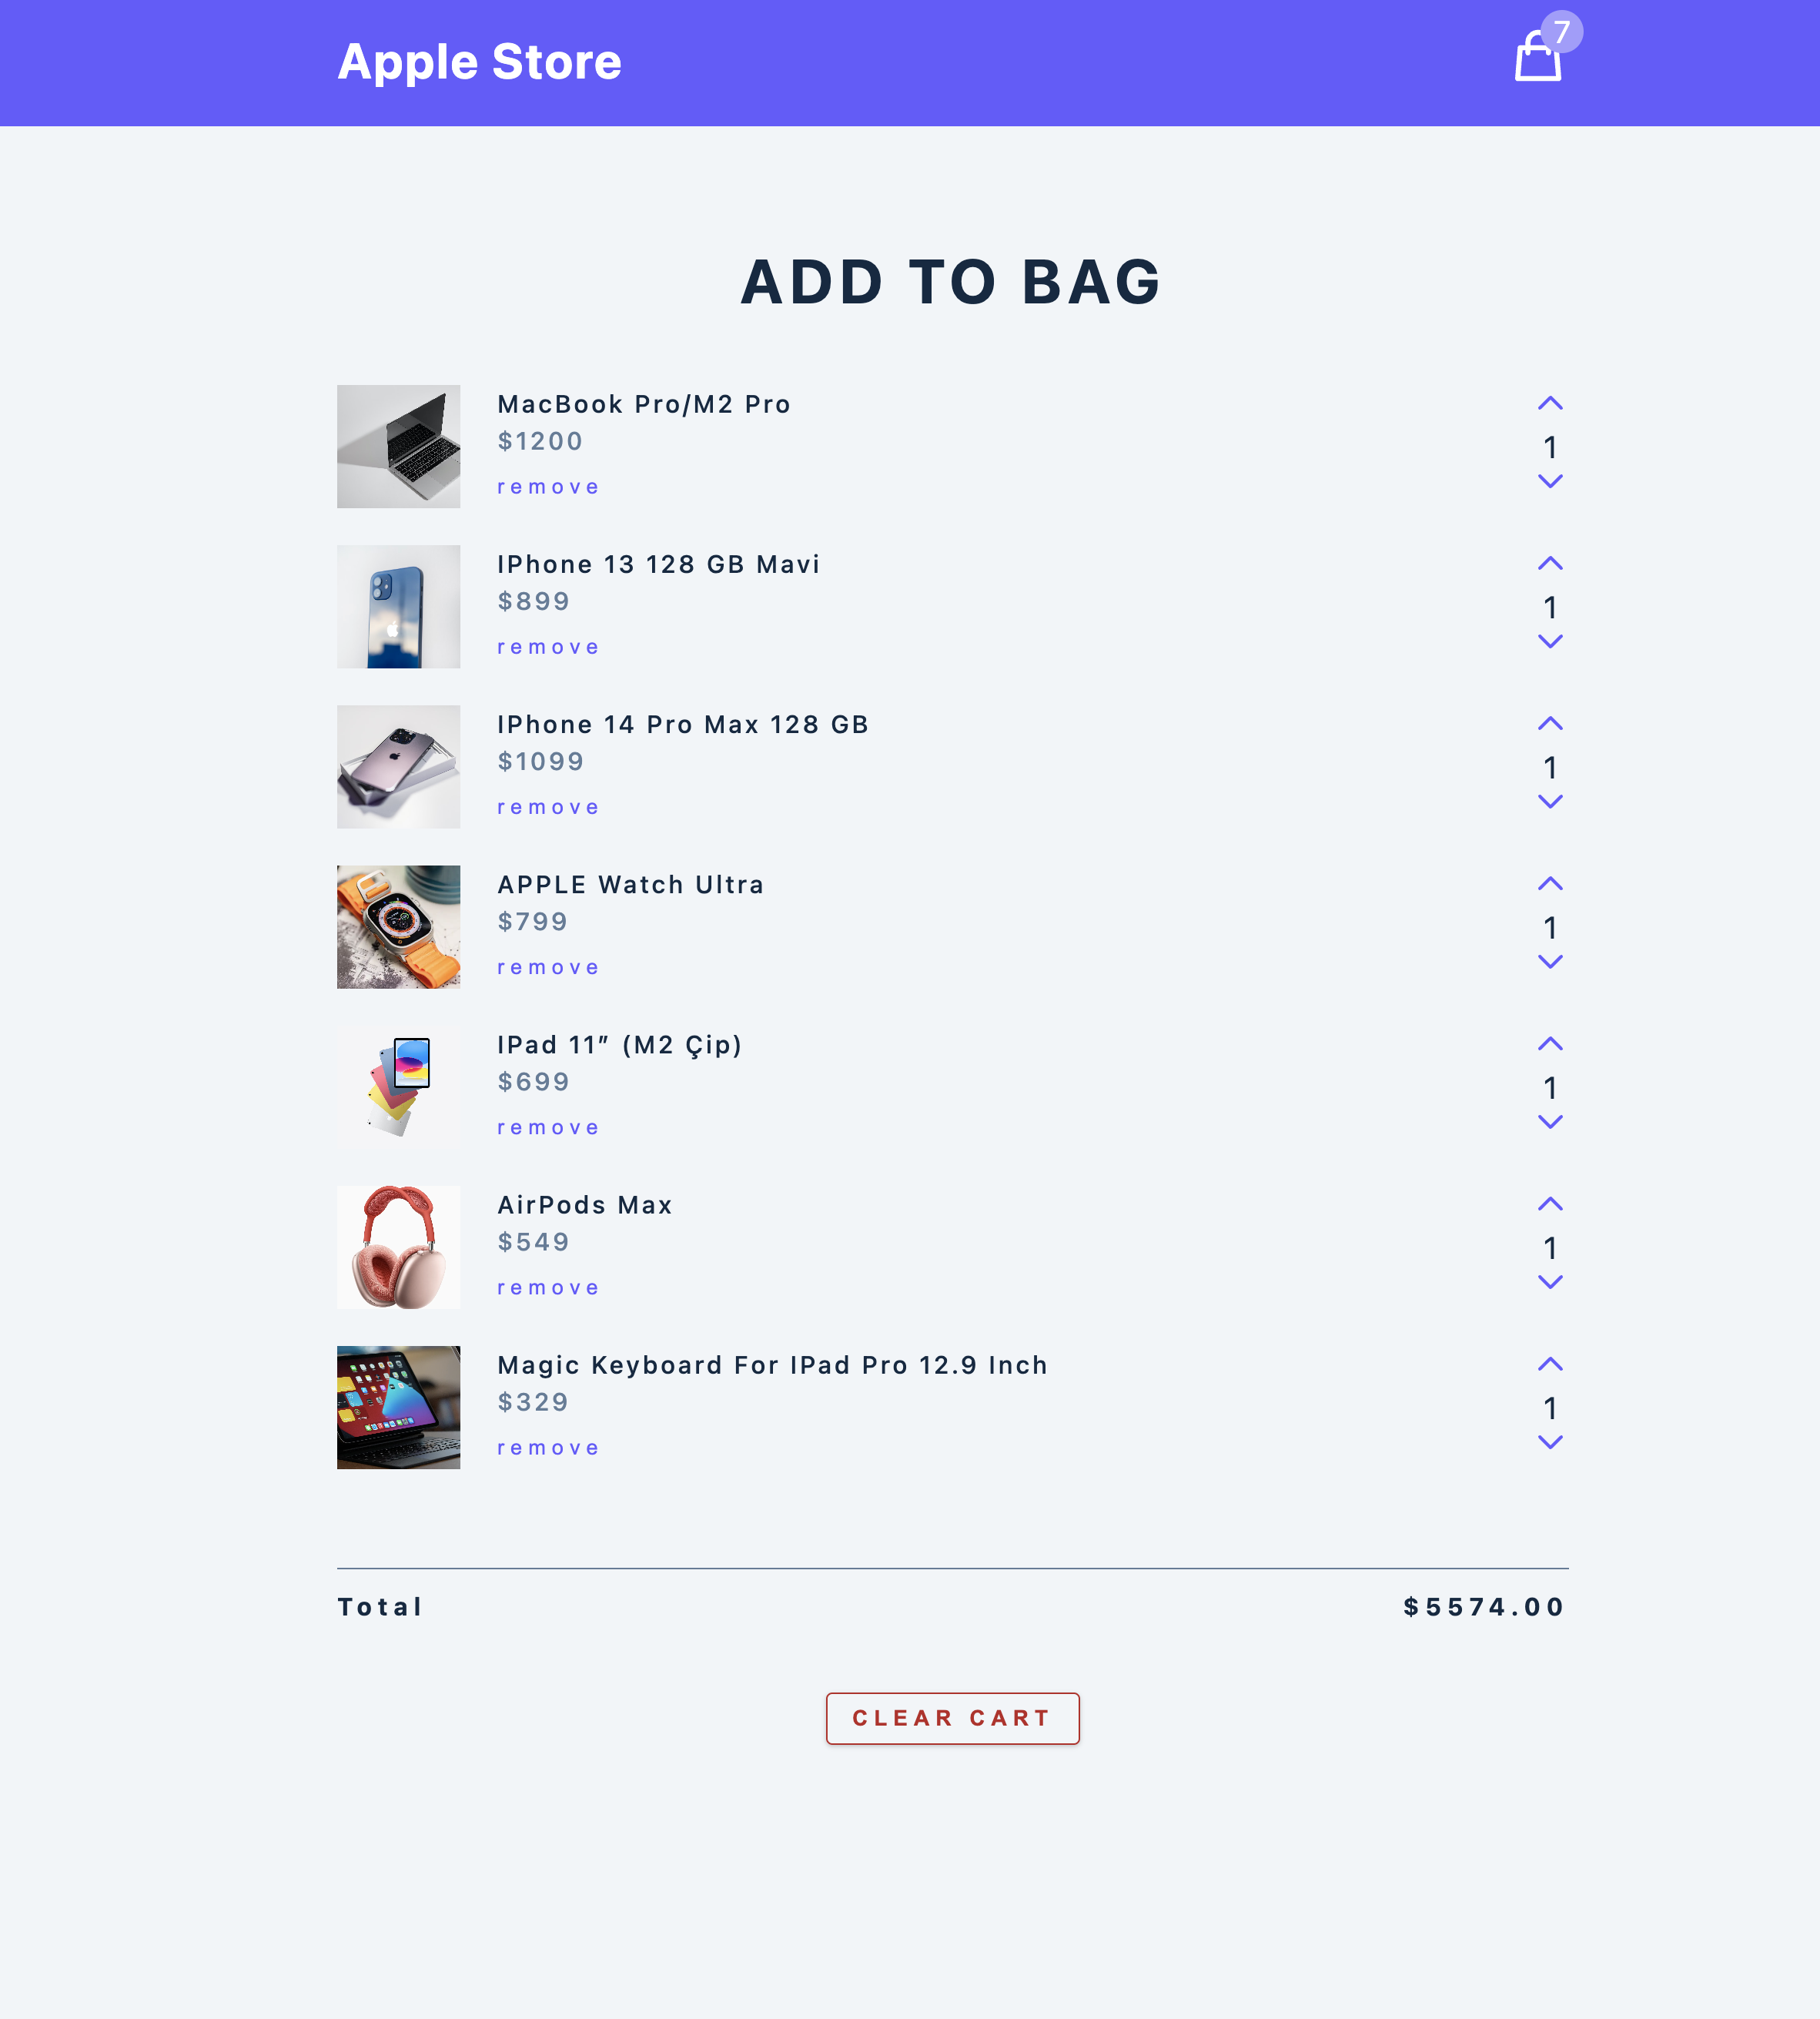 Apple Store
7
ADD TO BAG
MacBook Pro/M2 Pro
$1200
remove
1
IPhone 13 128 GB Mavi
$899
remove
1
IPhone 14 Pro Max 128 GB
$1099
remove
1
APPLE Watch Ultra
$799
remove
1
IPad 11” (M2 Çip)
$699
remove
1
AirPods Max
$549
remove
1
Magic Keyboard For IPad Pro 12.9 Inch
$329
remove
1
Total
$5574.00
CLEAR CART